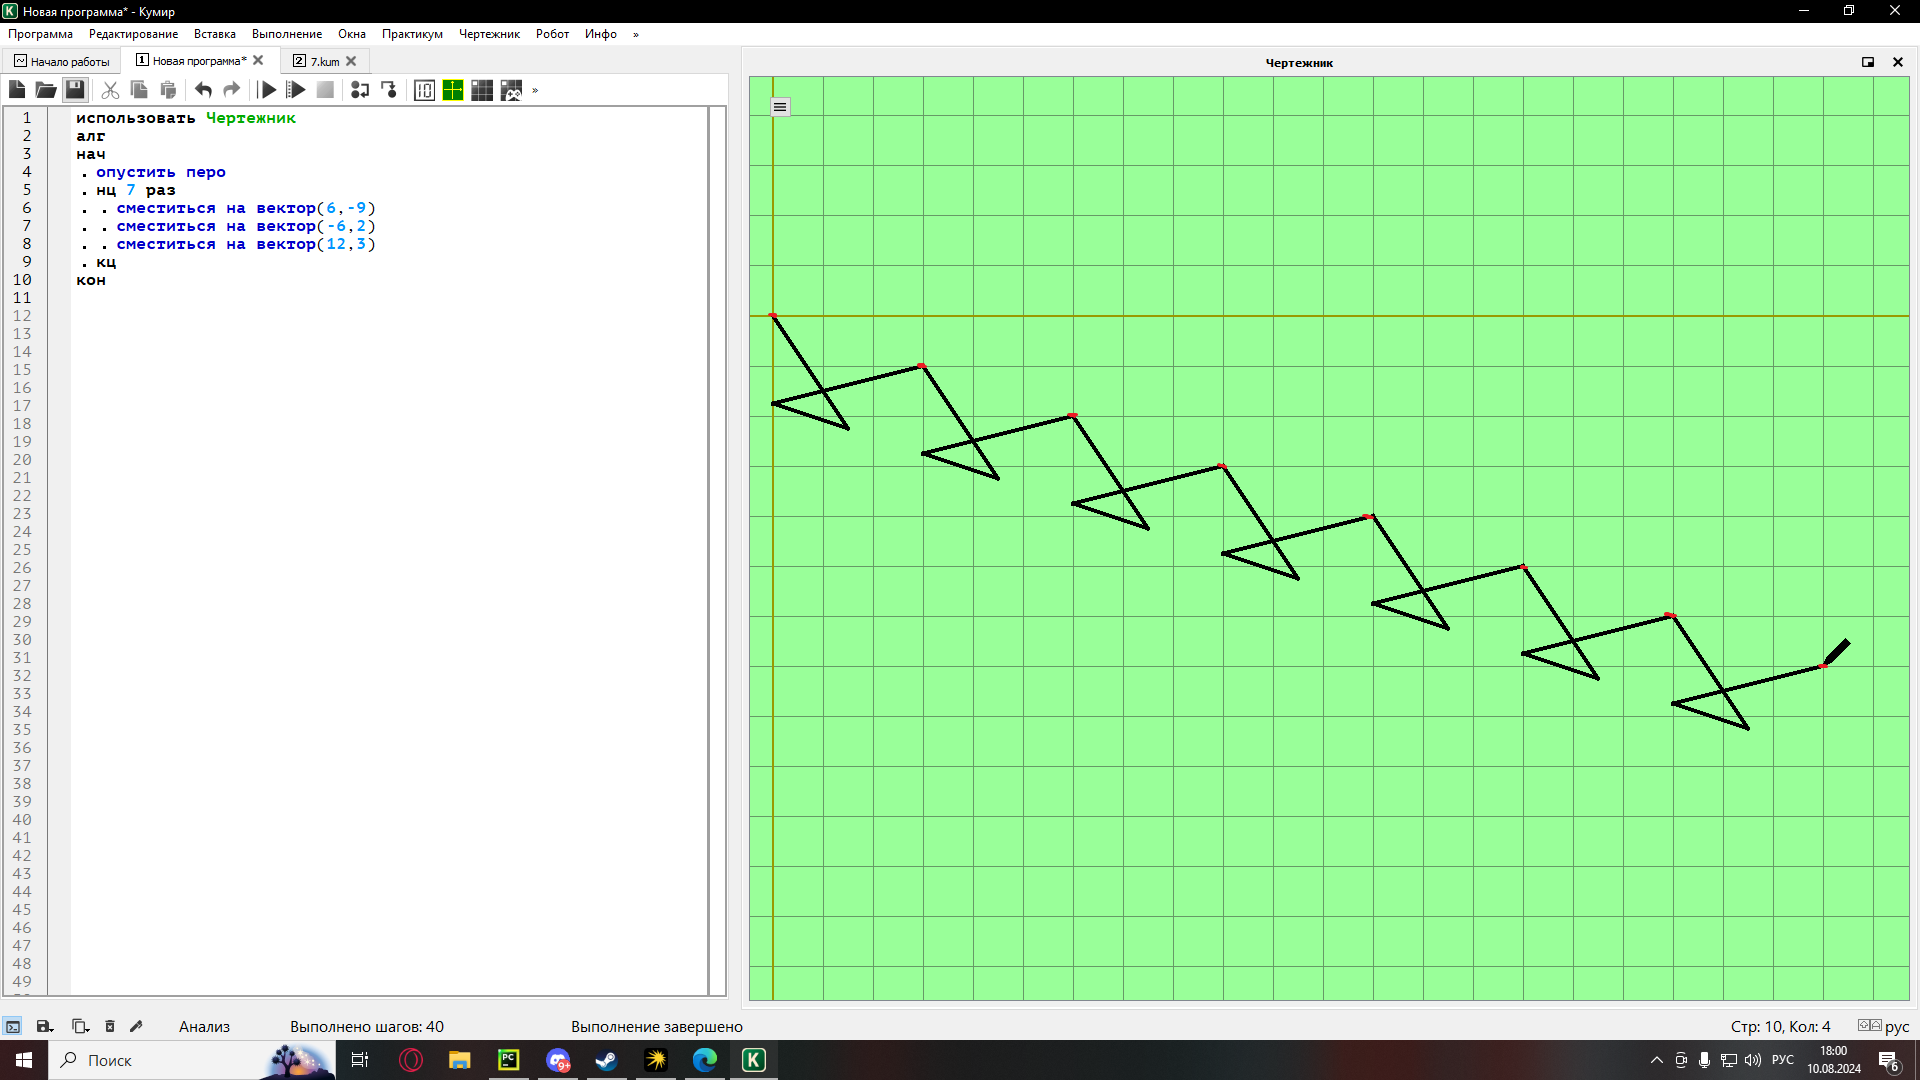 Новая программа* - Кумир
Программа Редактирование Вставка Выполнение Окна Практикум Чертежник Робот Инфо »
Начало работы 1 Новая программа* 2 7.kum
»
1 использовать Чертежник
2 алг
3 нач
4 . опустить перо
5 . нц 7 раз
6 . . сместиться на вектор(6,-9)
7 . . сместиться на вектор(-6,2)
8 . . сместиться на вектор(12,3)
9 . кц
10 кон
11
12
13
14
15
16
17
18
19
20
21
22
23
24
25
26
27
28
29
30
31
32
33
34
35
36
37
38
39
40
41
42
43
44
45
46
47
48
49
Чертежник
Анализ Выполнено шагов: 40 Выполнение завершено Стр: 10, Кол: 4 рус
Поиск
PC
9+
K
РУС
18:00
10.08.2024
6